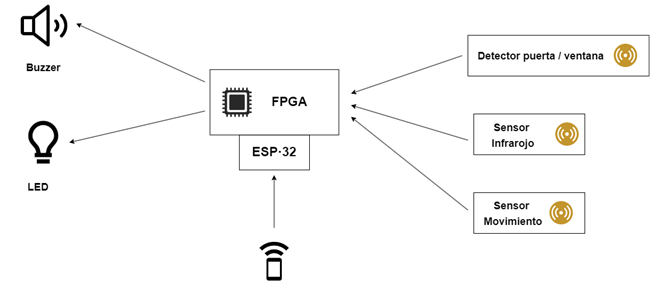 Buzzer
LED
FPGA
ESP·32
Detector puerta / ventana
Sensor
Infrarojo
Sensor
Movimiento